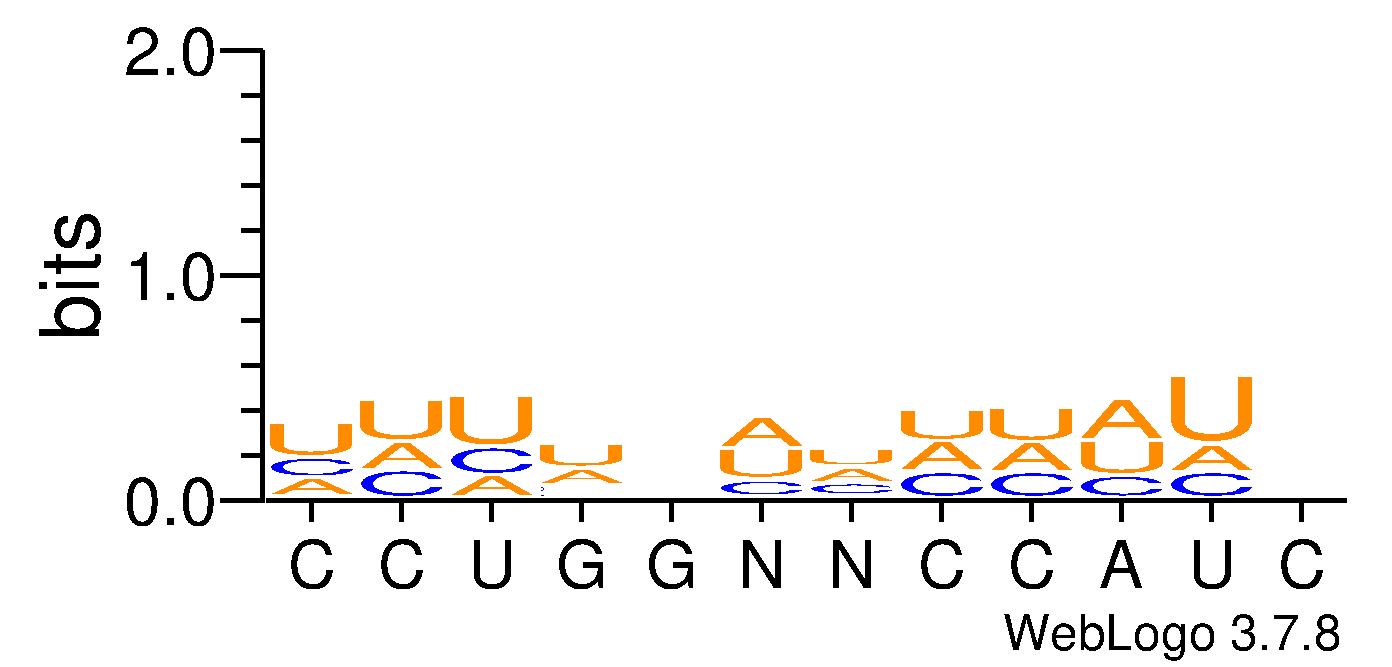 2.0
1.0
0.0
bits
U U U U A U U U A U
C A C A U A A A U A
A C A C C C C C C
C C U G G N N C C A U C
WebLogo 3.7.8